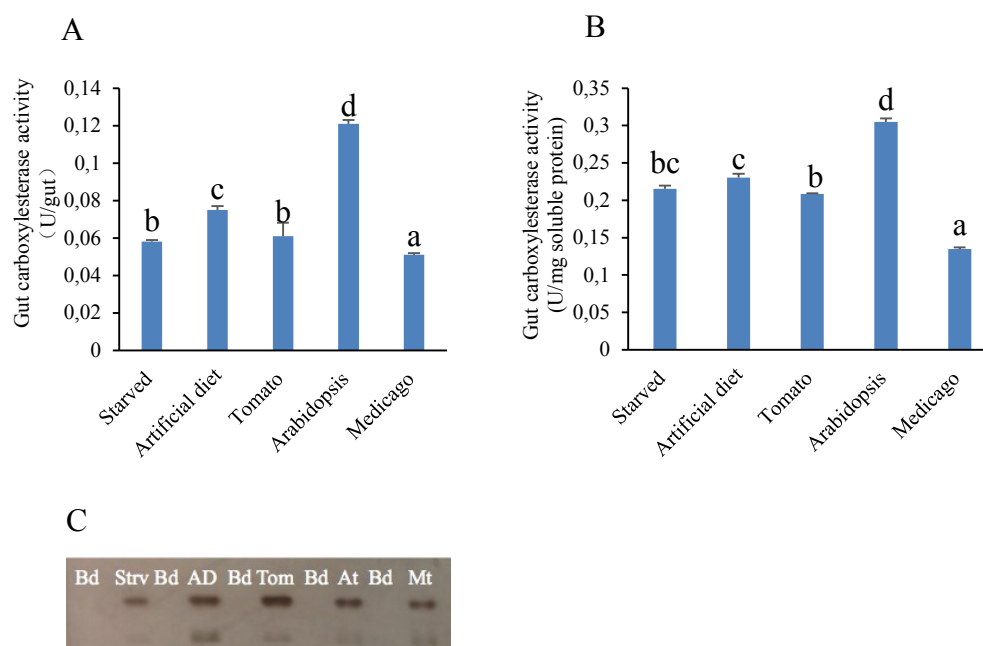 A
B
Gut carboxylesterase activity
(U/gut)
0,14
0,12
0,1
0,08
0,06
0,04
0,02
0
b
c
b
d
a
Starved
Artificial diet
Tomato
Arabidopsis
Medicago
Gut carboxylesterase activity
(U/mg soluble protein)
0,35
0,3
0,25
0,2
0,15
0,1
0,05
0
bc
c
b
d
a
Starved
Artificial diet
Tomato
Arabidopsis
Medicago
C
Bd Strv Bd AD Bd Tom Bd At Bd Mt